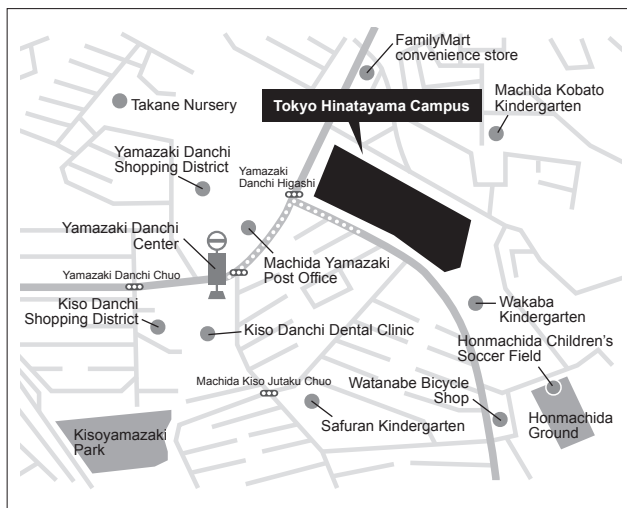 FamilyMart
convenience store
Takane Nursery
Tokyo Hinatayama Campus
Machida Kobato
Kindergarten
Yamazaki Danchi
Shopping District
Yamazaki
Danchi Higashi
Yamazaki Danchi
Center
Machida Yamazaki
Post Office
Yamazaki Danchi Chuo
Kiso Danchi
Shopping District
Kiso Danchi Dental Clinic
Wakaba
Kindergarten
Honmachida Children's
Soccer Field
Machida Kiso Jutaku Chuo
Watanabe Bicycle
Shop
Safuran Kindergarten
Honmachida
Ground
Kisoyamazaki
Park